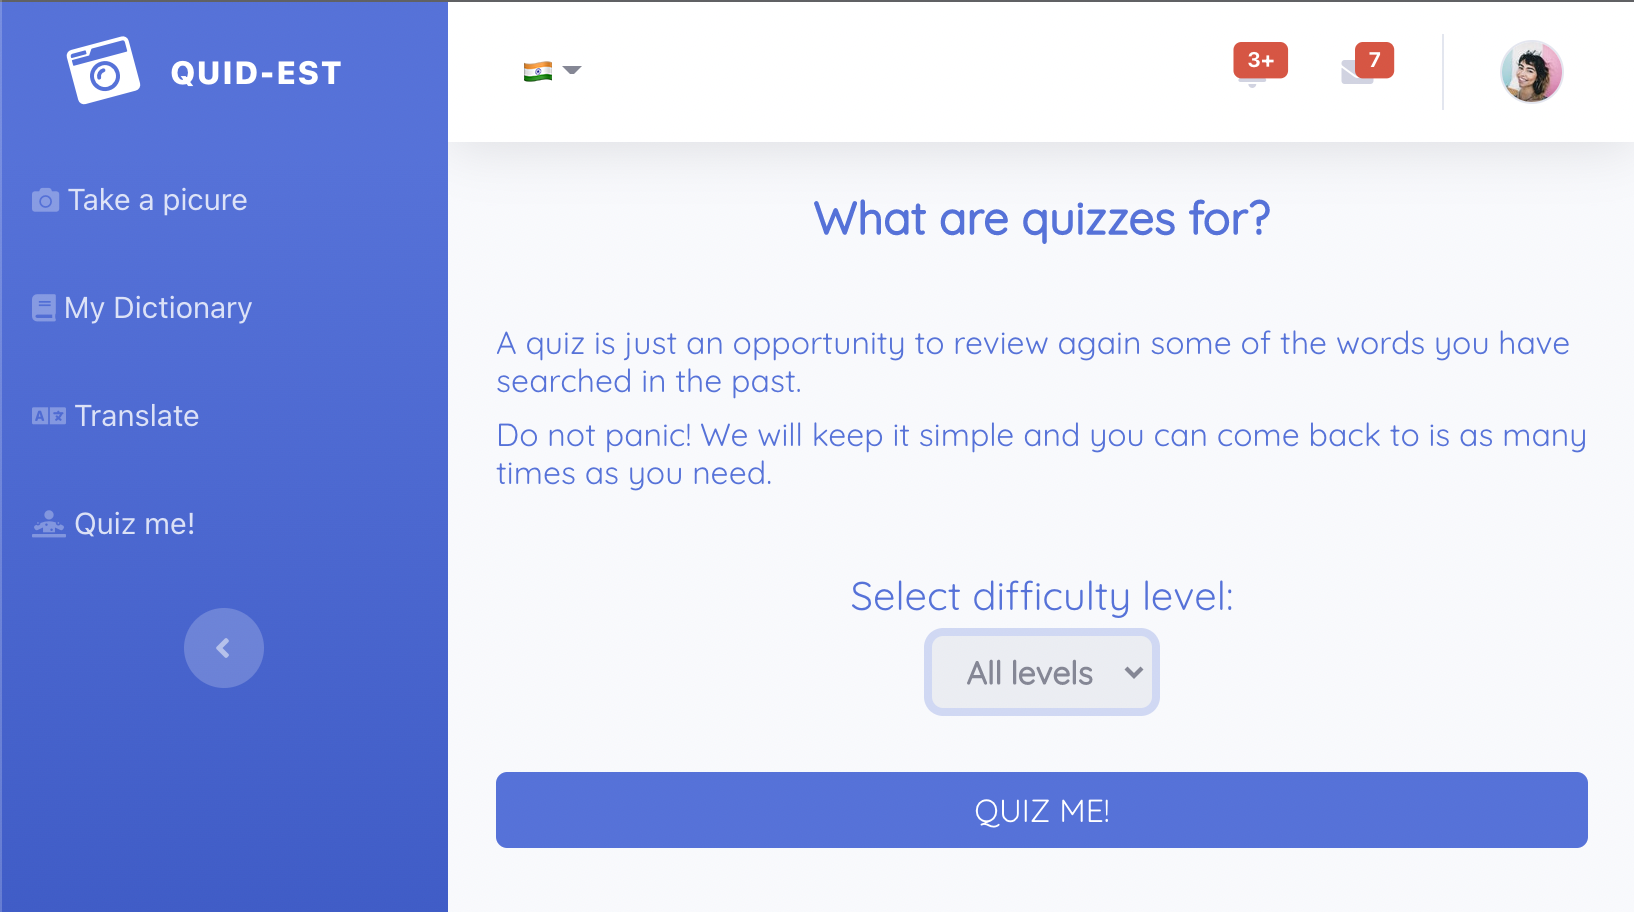 QUID-EST
3+
7
Take a picure
My Dictionary
Translate
Quiz me!
What are quizzes for?
A quiz is just an opportunity to review again some of the words you have
searched in the past.
Do not panic! We will keep it simple and you can come back to is as many
times as you need.
Select difficulty level:
All levels
QUIZ ME!